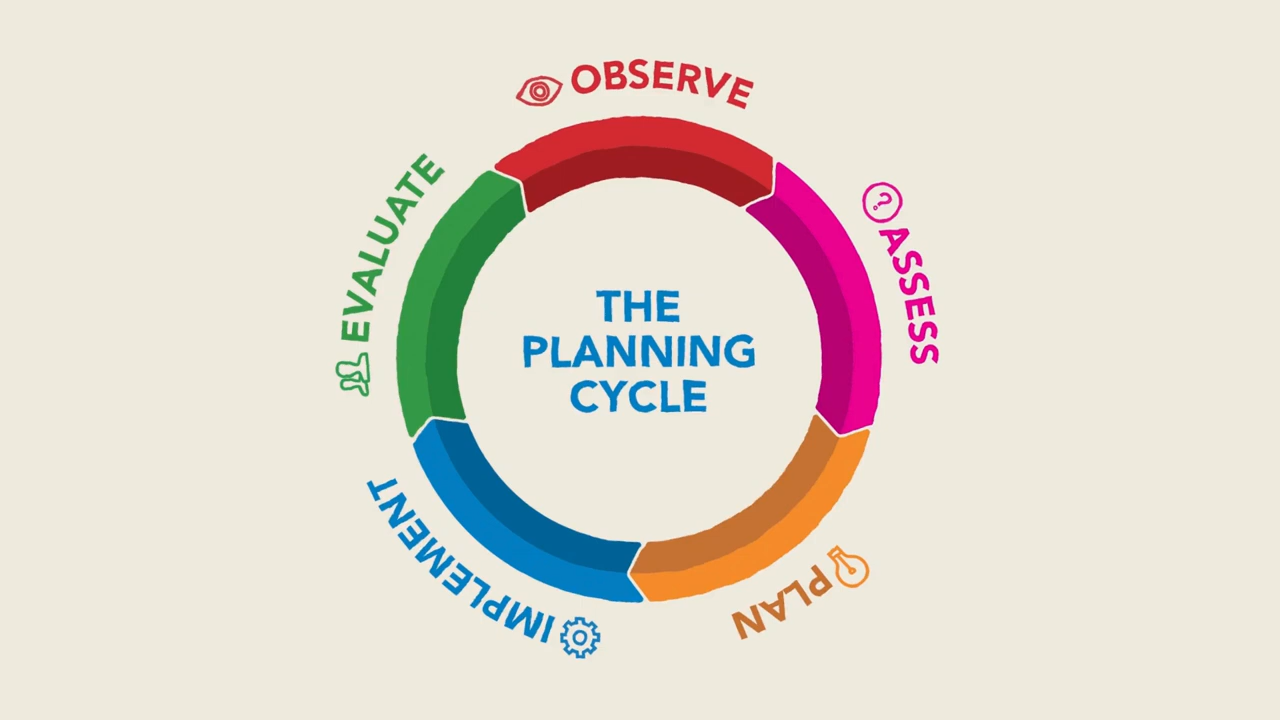 OBSERVE
ASSESS
PLAN
IMPLEMENT
EVALUATE
THE
PLANNING
CYCLE